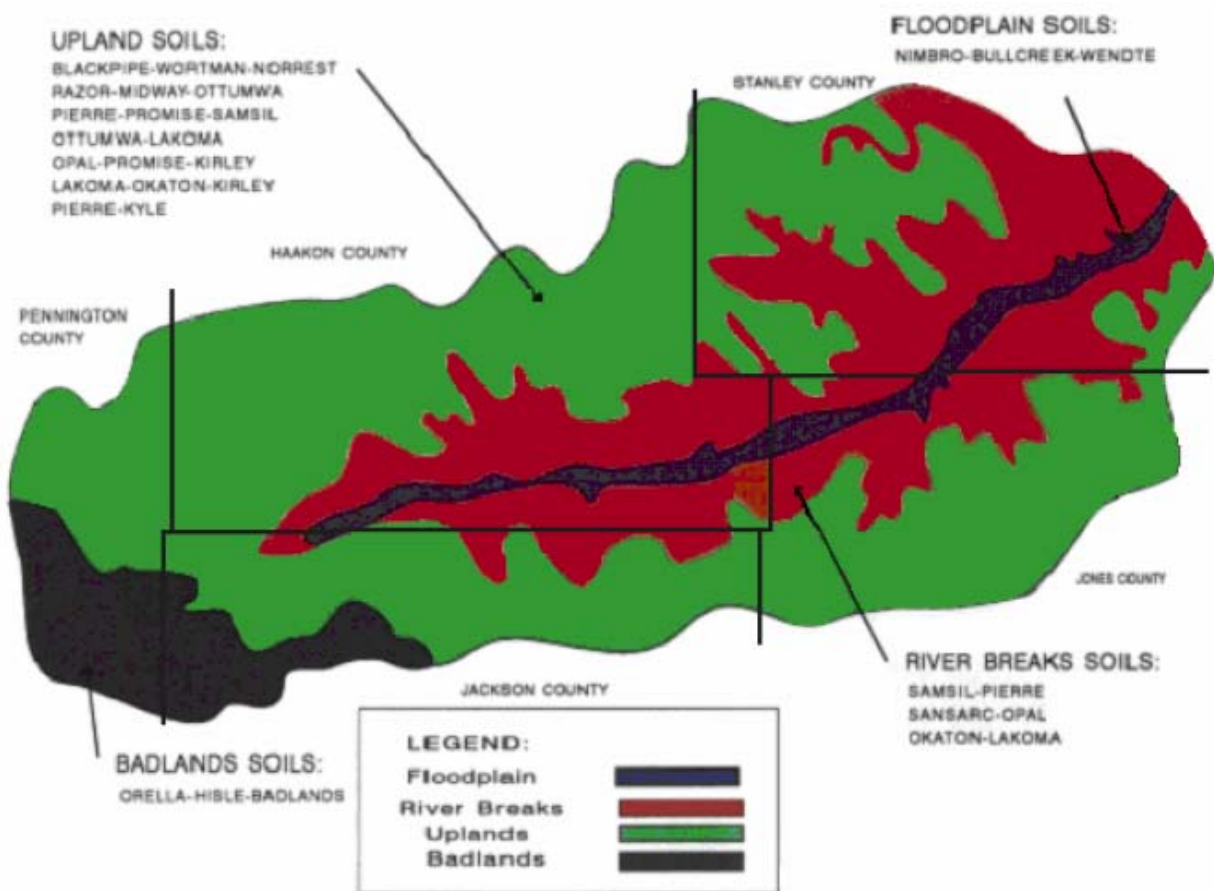 UPLAND SOILS:
BLACKPIPE-WORTMAN-NORREST
RAZOR-MIDWAY-OTTUMWA
PIERRE-PROMISE-SAMSIL
OTTUMWA-LAKOMA
OPAL-PROMISE-KIRLEY
LAKOMA-OKATON-KIRLEY
PIERRE-KYLE
FLOODPLAIN SOILS:
NIMBRO-BULLCREEK-WENDTE
STANLEY COUNTY
HAAKON COUNTY
PENNINGTON
COUNTY
JONES COUNTY
JACKSON COUNTY
RIVER BREAKS SOILS:
SAMSIL-PIERRE
SANSARC-OPAL
OKATON-LAKOMA
BADLANDS SOILS:
ORELLA-HISLE-BADLANDS
LEGEND:
Floodplain
River Breaks
Uplands
Badlands